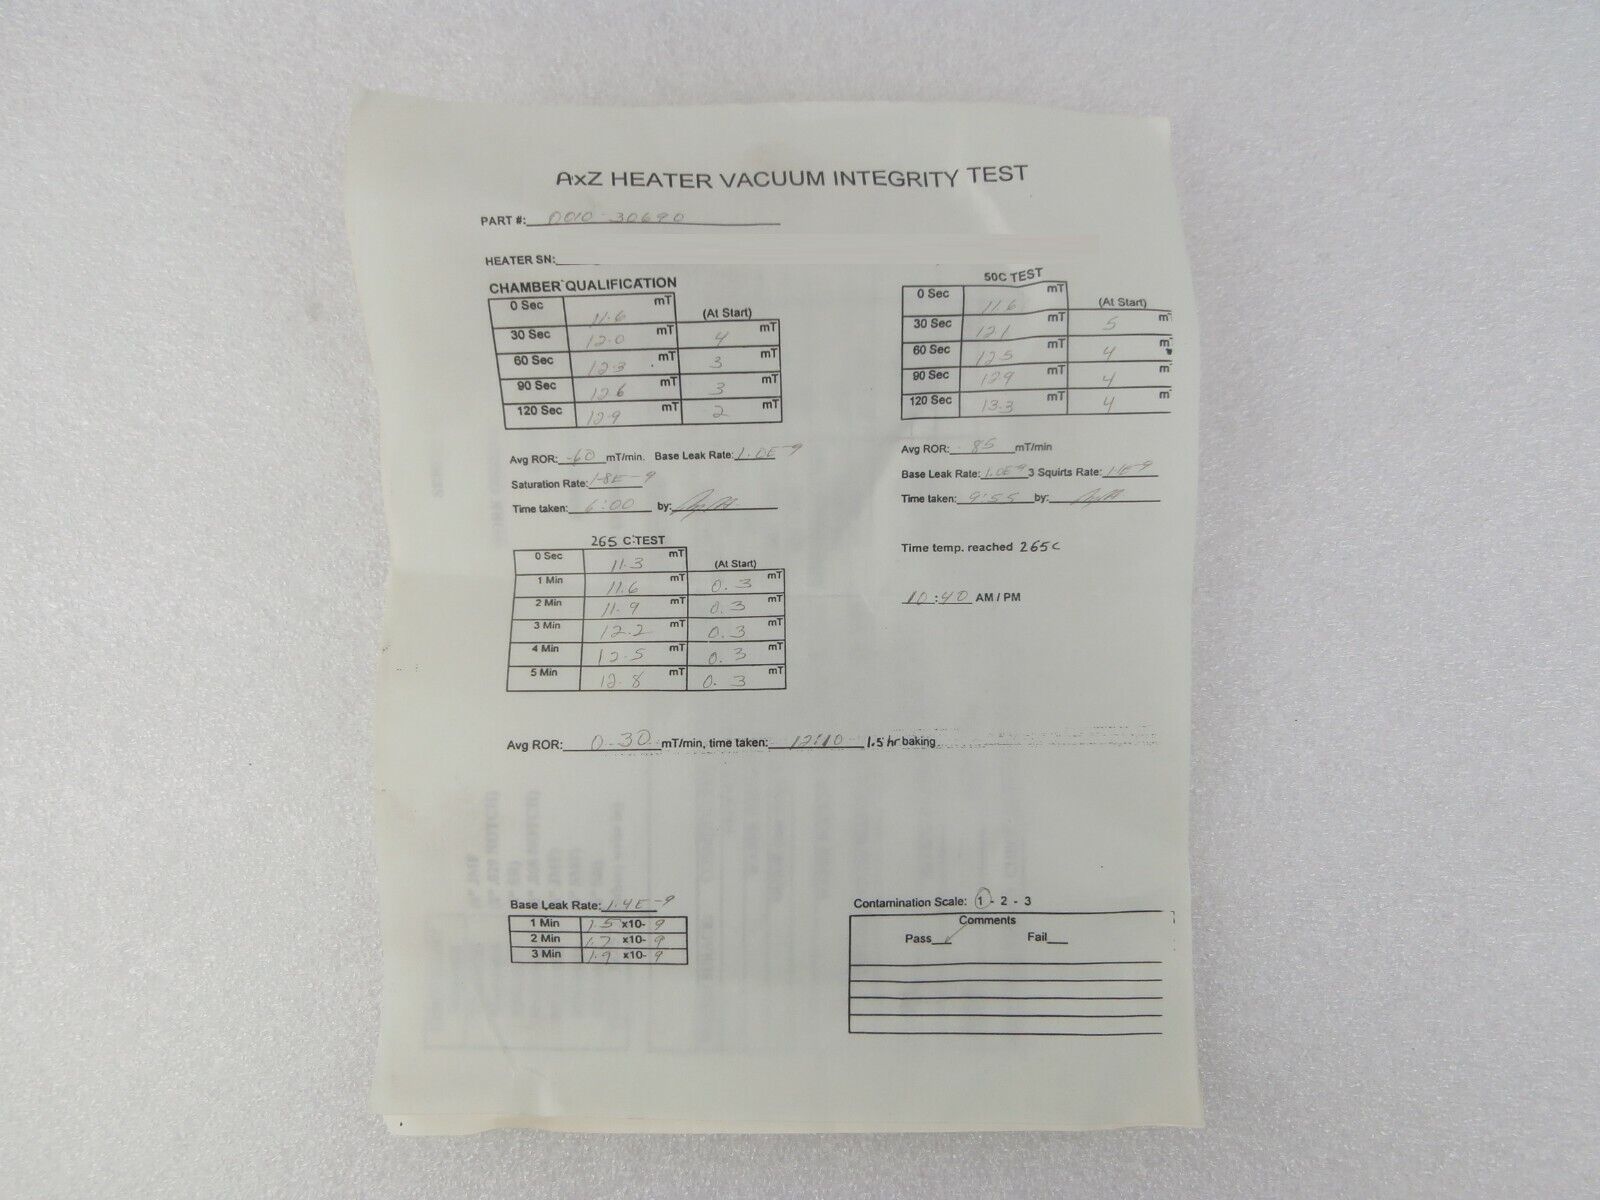 AxZ HEATER VACUUM INTEGRITY TEST
PART #: 0010-30690
HEATER SN:
CHAMBER QUALIFICATION
0 Sec 11.6 mT (At Start)
30 Sec 12.0 mT 4 mT
60 Sec 12.3 mT 3 mT
90 Sec 12.6 mT 3 mT
120 Sec 12.9 mT 2 mT
Avg ROR: .60 mT/min. Base Leak Rate: 1.0E-9
Saturation Rate: 1.8E-9
Time taken: 6:00 by:
50C TEST
0 Sec 11.6 mT (At Start)
30 Sec 12.1 mT 5 m
60 Sec 12.5 mT 4 m
90 Sec 12.9 mT 4 m
120 Sec 13.3 mT 4 m
Avg ROR: .85 mT/min
Base Leak Rate: 1.0E-9 3 Squirts Rate: 1.1E-9
Time taken: 9:55 by:
265 C TEST
0 Sec 11.3 mT (At Start)
1 Min 11.6 mT 0.3 mT
2 Min 11.9 mT 0.3 mT
3 Min 12.2 mT 0.3 mT
4 Min 12.5 mT 0.3 mT
5 Min 12.8 mT 0.3 mT
Time temp. reached 265C
10:40 AM / PM
Avg ROR: 0.30 mT/min, time taken: 12:10 1.5 hr baking
Base Leak Rate: 1.4E-9
1 Min 1.5 x10-9
2 Min 1.7 x10-9
3 Min 1.9 x10-9
Contamination Scale: 1 - 2 - 3
Comments
Pass Fail